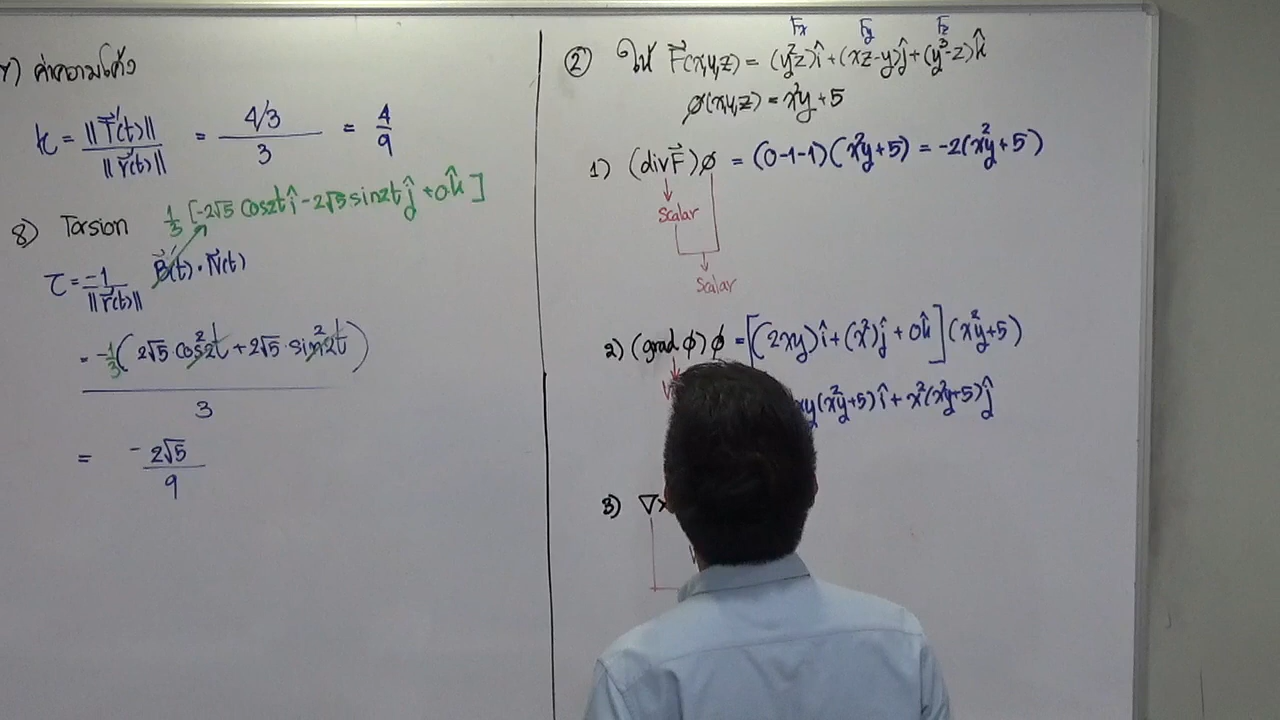 7) ค่าความโค้ง
κ = ||T⃗'(t)|| / ||r⃗'(t)|| = 4/3 / 3 = 4/9
8) Torsion 1/3 [-2√5 cos2t î - 2√5 sin2t ĵ + 0k̂]
τ = -1/||r⃗'(t)|| B⃗'(t) · N⃗(t)
= -1/3 (2√5 cos²2t + 2√5 sin²2t) / 3
= -2√5 / 9
② ให้ F⃗(x,y,z) = (y²z)î + (xz-y)ĵ + (y³-z)k̂
Fx Fy Fz
φ(x,y,z) = x²y + 5
1) (div F⃗)φ = (0-1-1)(x²y+5) = -2(x²y+5)
Scalar
Scalar
2) (grad φ)φ = [(2xy)î + (x²)ĵ + 0k̂](x²y+5)
xy(x²y+5)î + x²(x²y+5)ĵ
3) ∇×